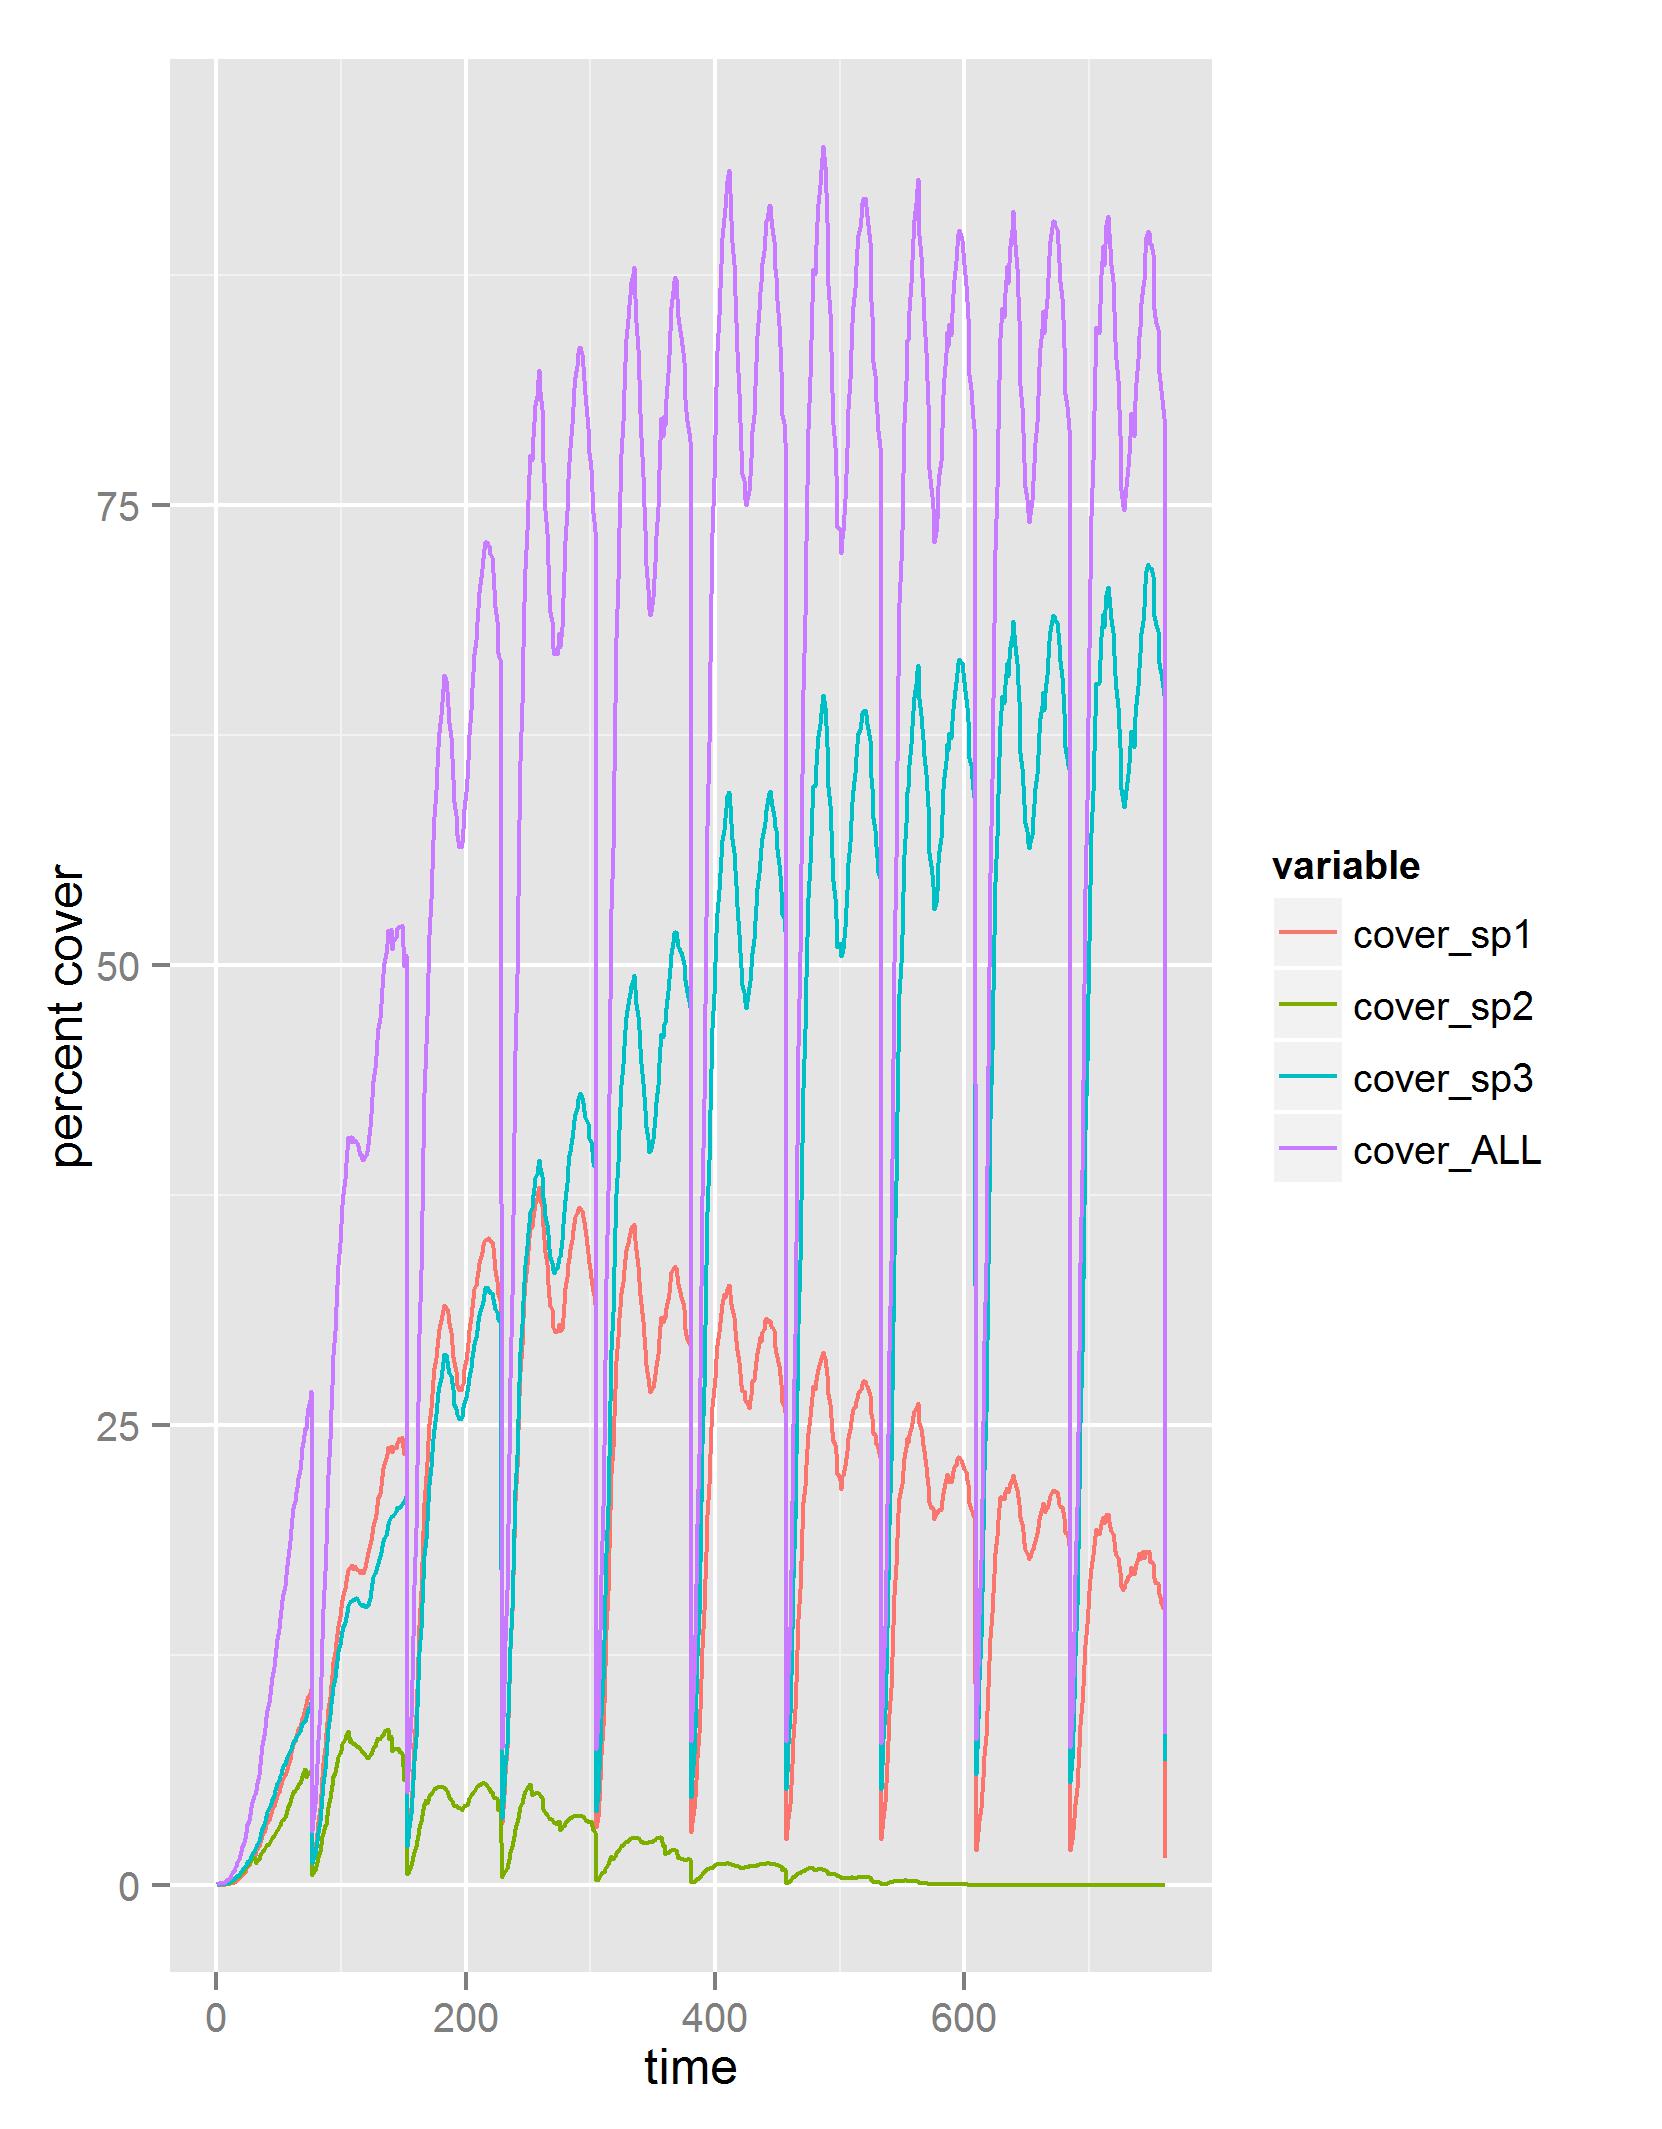 percent cover
75
50
25
0
0 200 400 600
time
variable
cover_sp1
cover_sp2
cover_sp3
cover_ALL